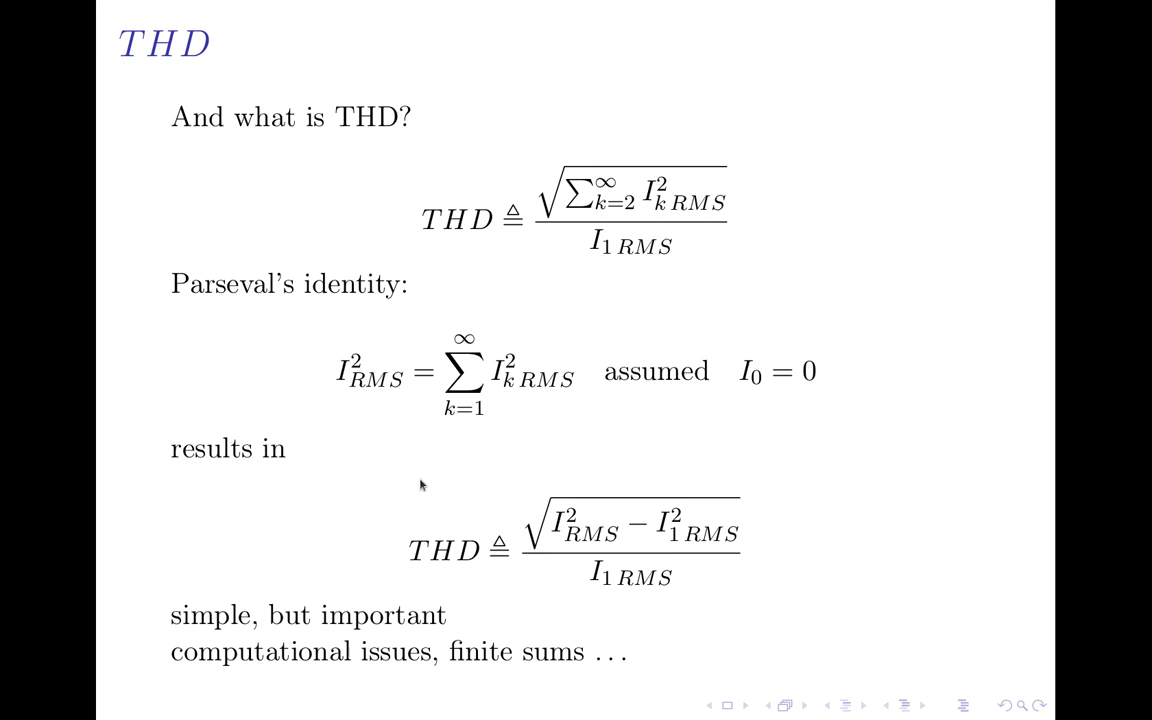 THD
And what is THD?
THD ≜ √(∑_{k=2}^{∞} I²_{k RMS}) / I_{1 RMS}
Parseval's identity:
I²_{RMS} = ∑_{k=1}^{∞} I²_{k RMS} assumed I₀ = 0
results in
THD ≜ √(I²_{RMS} − I²_{1 RMS}) / I_{1 RMS}
simple, but important
computational issues, finite sums . . .